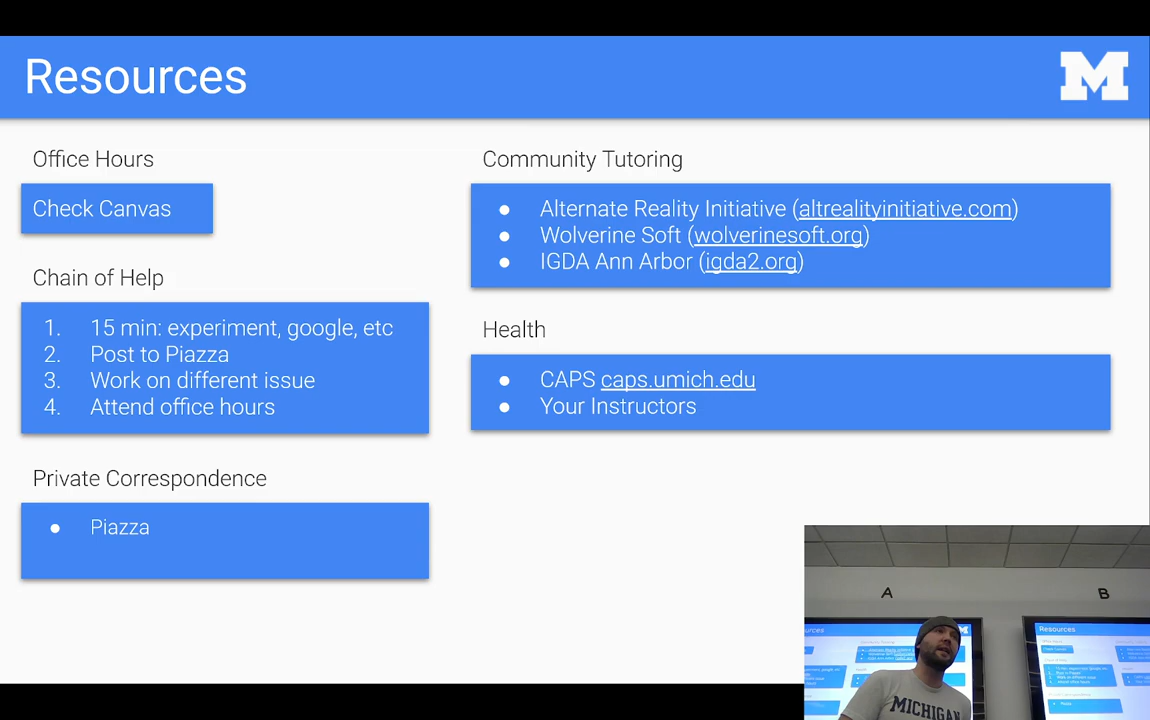 Resources
M
Office Hours
Check Canvas
Chain of Help
1. 15 min: experiment, google, etc
2. Post to Piazza
3. Work on different issue
4. Attend office hours
Private Correspondence
● Piazza
Community Tutoring
● Alternate Reality Initiative (altrealityinitiative.com)
● Wolverine Soft (wolverinesoft.org)
● IGDA Ann Arbor (igda2.org)
Health
● CAPS caps.umich.edu
● Your Instructors
A
B
Resources
MICHIGAN